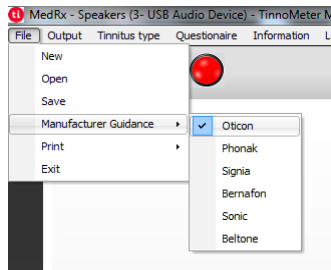 ti MedRx - Speakers (3- USB Audio Device) - TinnoMeter M
File Output Tinnitus type Questionaire Information L
New
Open
Save
Manufacturer Guidance
Print
Exit
Oticon
Phonak
Signia
Bernafon
Sonic
Beltone